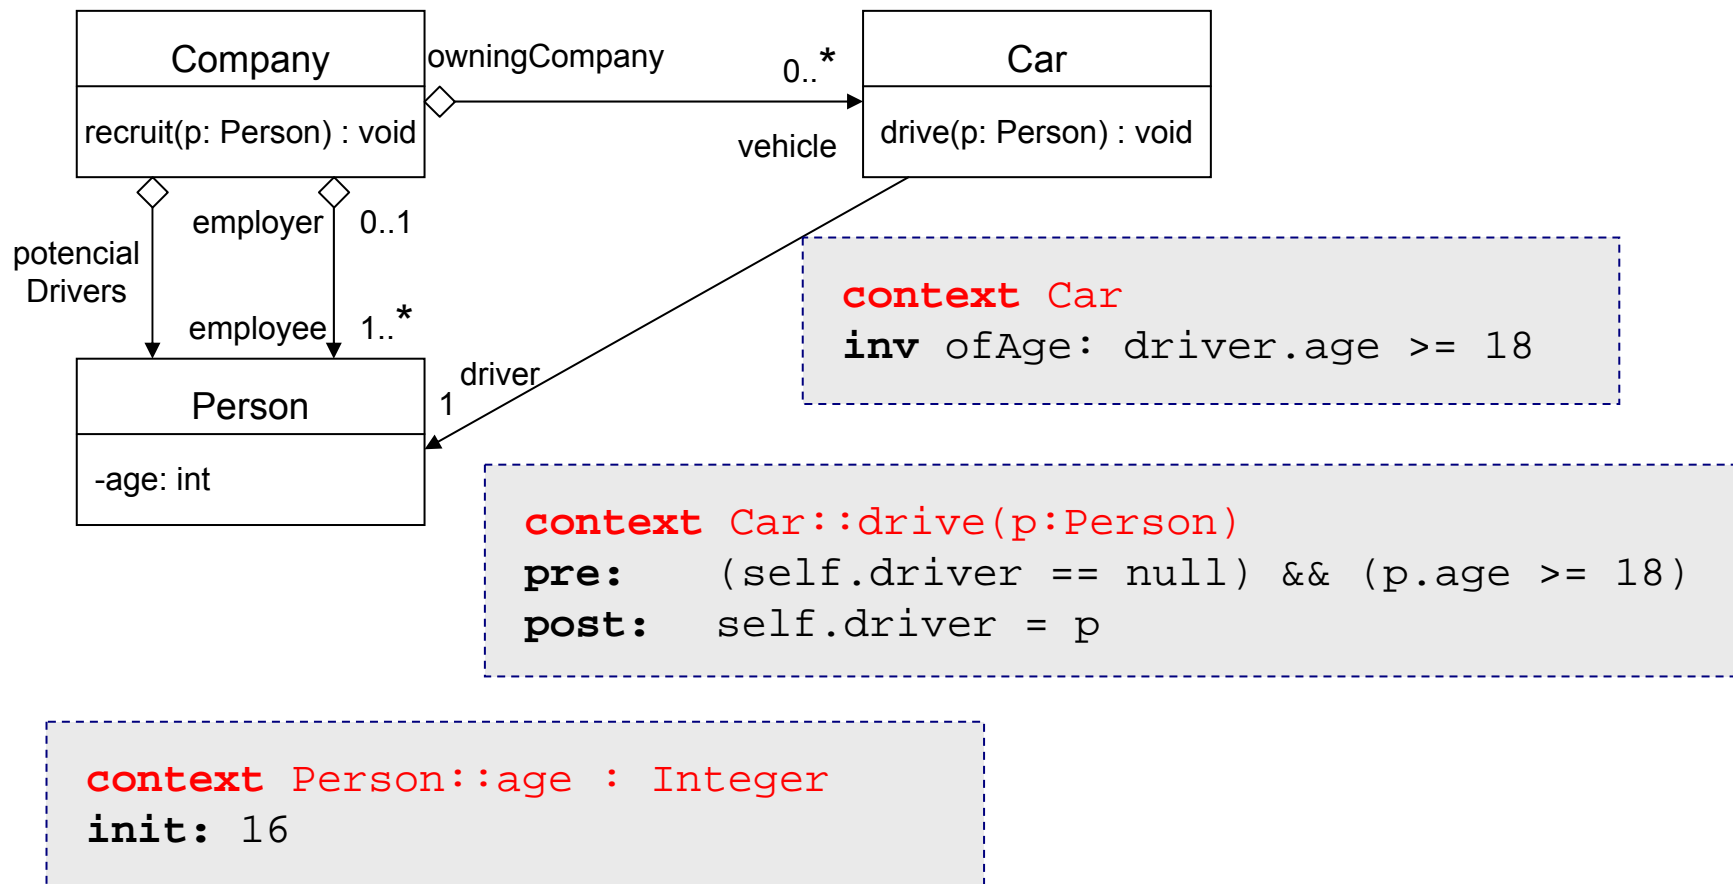 Company
recruit(p: Person) : void
owningCompany
0..*
vehicle
Car
drive(p: Person) : void
potencial
Drivers
employer
0..1
employee
1..*
Person
-age: int
driver
1
context Car
inv ofAge: driver.age >= 18
context Car::drive(p:Person)
pre: (self.driver == null) && (p.age >= 18)
post: self.driver = p
context Person::age : Integer
init: 16